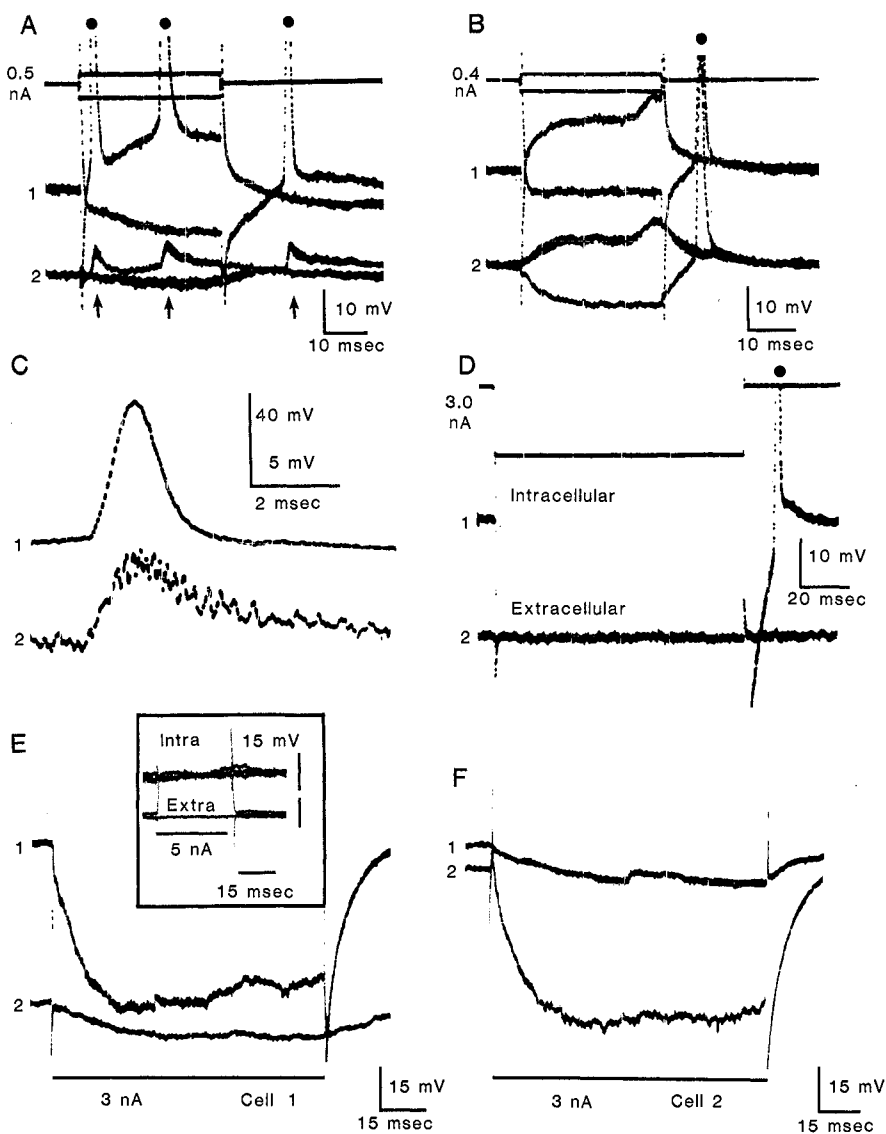 A
0.5
nA
1
2
10 mV
10 msec
B
0.4
nA
1
2
10 mV
10 msec
C
40 mV
5 mV
2 msec
1
2
D
3.0
nA
Intracellular
1
10 mV
20 msec
Extracellular
2
E
Intra
15 mV
Extra
5 nA
15 msec
1
2
3 nA
Cell 1
15 mV
15 msec
F
1
2
3 nA
Cell 2
15 mV
15 msec